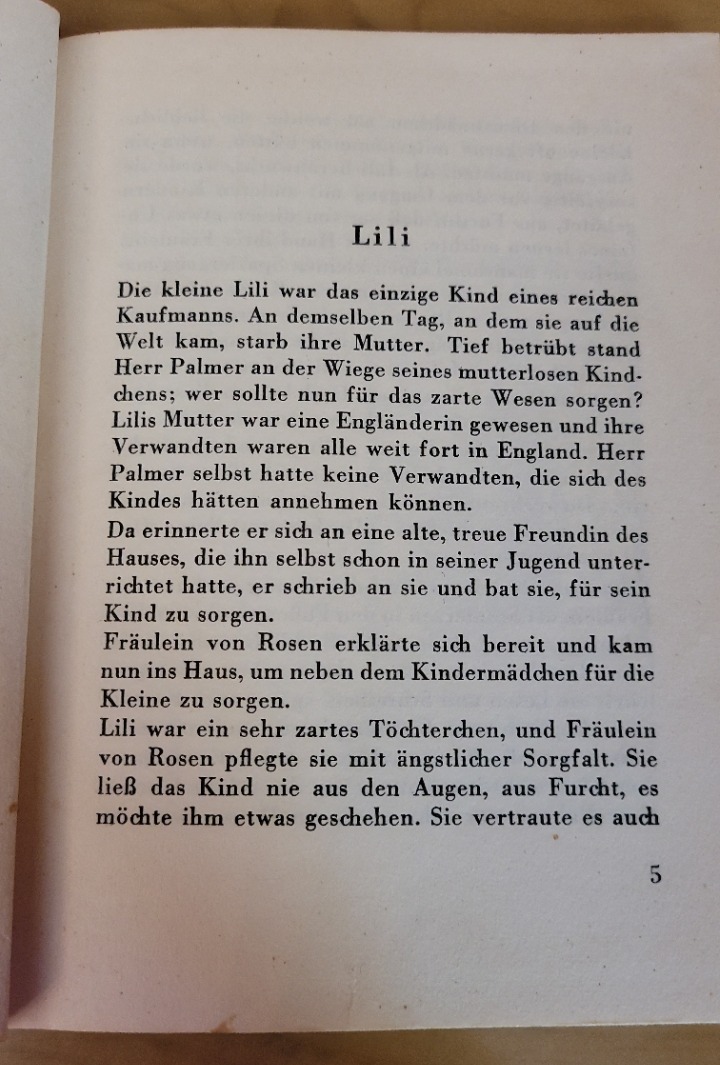 Lili
Die kleine Lili war das einzige Kind eines reichen
Kaufmanns. An demselben Tag, an dem sie auf die
Welt kam, starb ihre Mutter. Tief betrübt stand
Herr Palmer an der Wiege seines mutterlosen Kind-
chens; wer sollte nun für das zarte Wesen sorgen?
Lilis Mutter war eine Engländerin gewesen und ihre
Verwandten waren alle weit fort in England. Herr
Palmer selbst hatte keine Verwandten, die sich des
Kindes hätten annehmen können.
Da erinnerte er sich an eine alte, treue Freundin des
Hauses, die ihn selbst schon in seiner Jugend unter-
richtet hatte, er schrieb an sie und bat sie, für sein
Kind zu sorgen.
Fräulein von Rosen erklärte sich bereit und kam
nun ins Haus, um neben dem Kindermädchen für die
Kleine zu sorgen.
Lili war ein sehr zartes Töchterchen, und Fräulein
von Rosen pflegte sie mit ängstlicher Sorgfalt. Sie
ließ das Kind nie aus den Augen, aus Furcht, es
möchte ihm etwas geschehen. Sie vertraute es auch
5